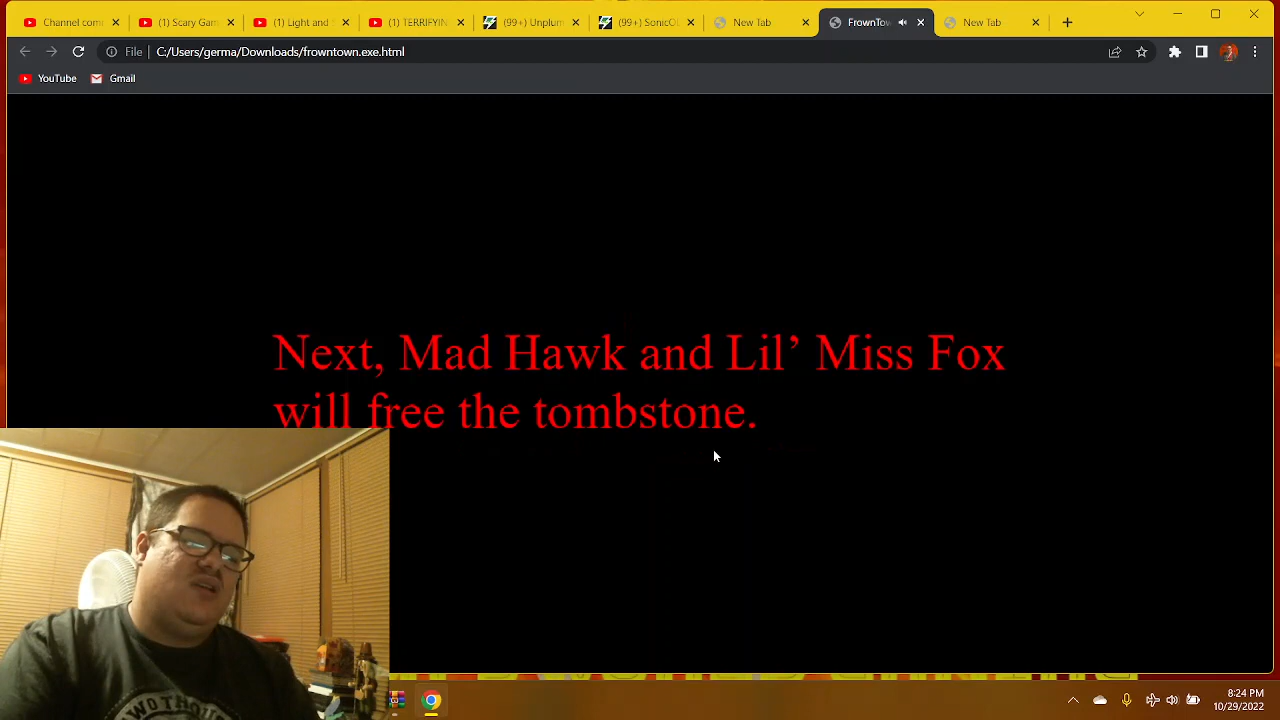 Channel com
(1) Scary Gam
(1) Light and S
(1) TERRIFYIN
(99+) Unplum
(99+) SonicO
New Tab
FrownTow
New Tab
File C:/Users/germa/Downloads/frowntown.exe.html
YouTube Gmail
Next, Mad Hawk and Lil’ Miss Fox
will free the tombstone.
8:24 PM
10/29/2022